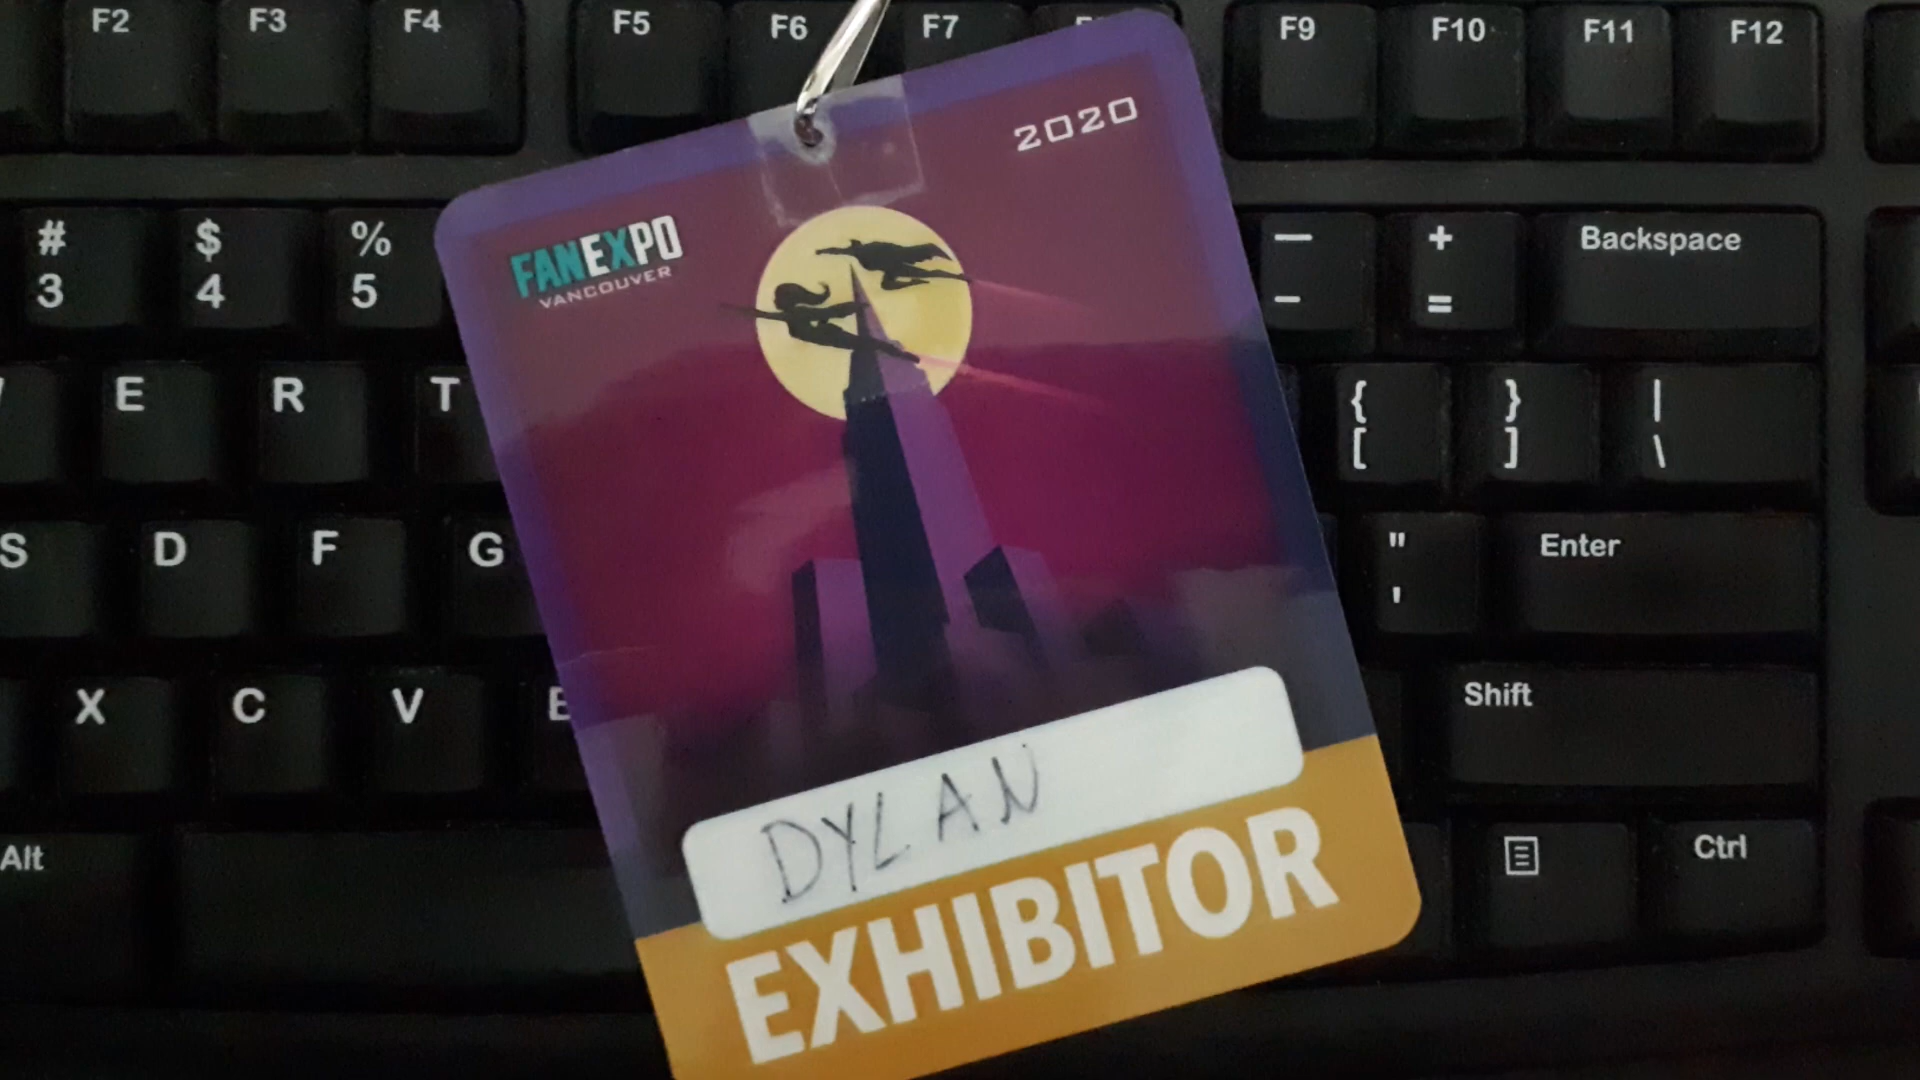 F2 F3 F4 F5 F6 F7 F9 F10 F11 F12
2020
FANEXPO
VANCOUVER
# $ % — + Backspace
3 4 5 - =
E R T { } |
[ ] \
S D F G " Enter
'
X C V Shift
DYLAN
Alt Ctrl
EXHIBITOR